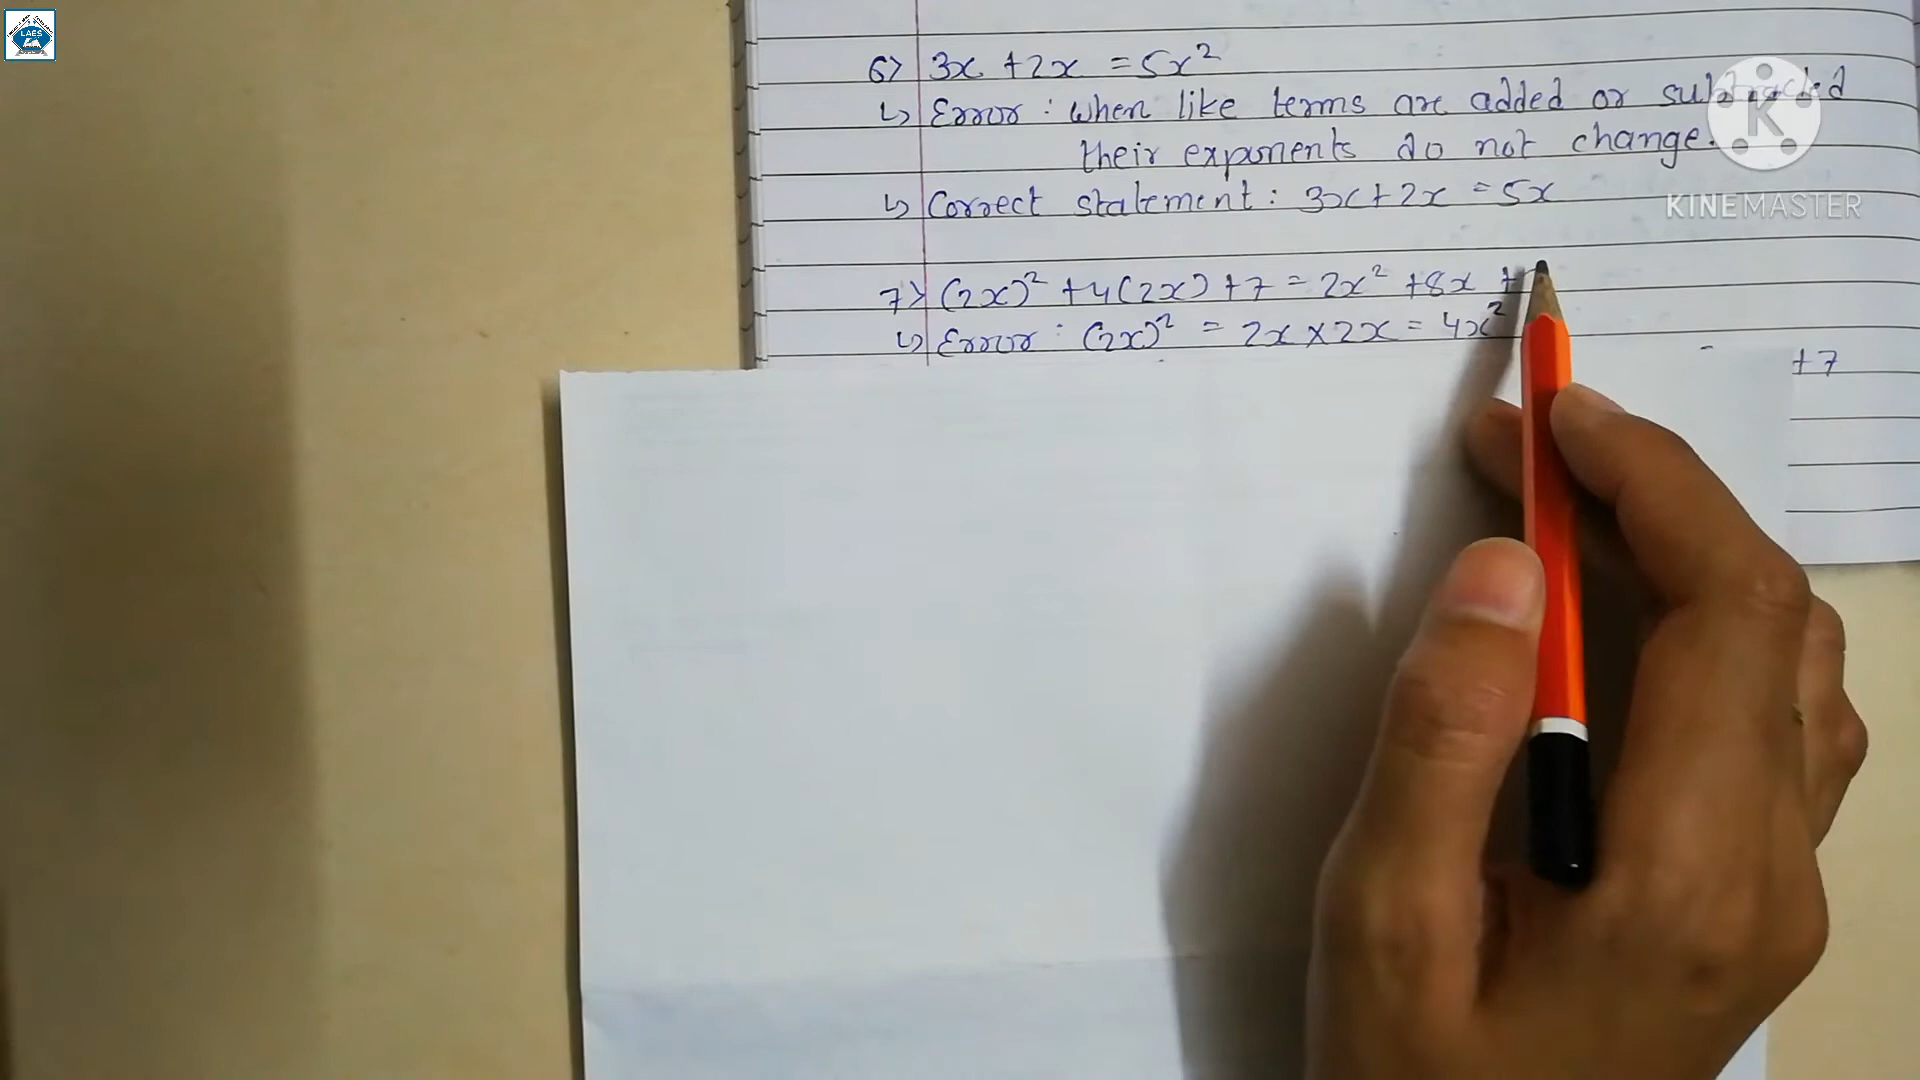 LAES
6> 3x + 2x = 5x²
↳ Error : when like terms are added or subtracted
their exponents do not change.
↳ Correct statement : 3x + 2x = 5x
KINEMASTER
7> (2x)² + 4(2x) + 7 = 2x² + 8x +
↳ Error : (2x)² = 2x × 2x = 4x²
+ 7